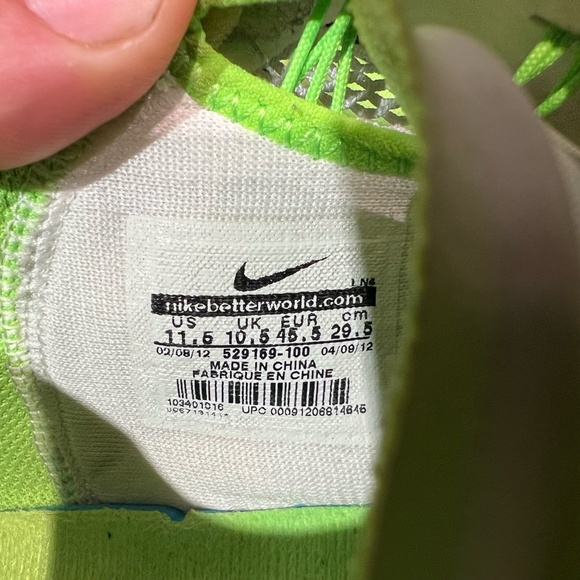 nikebetterworld.com
US UK EUR cm
11.5 10.5 45.5 29.5
02/08/12 529169-100 04/09/12
MADE IN CHINA
FABRIQUE EN CHINE
103401016 UPC 00091206814645